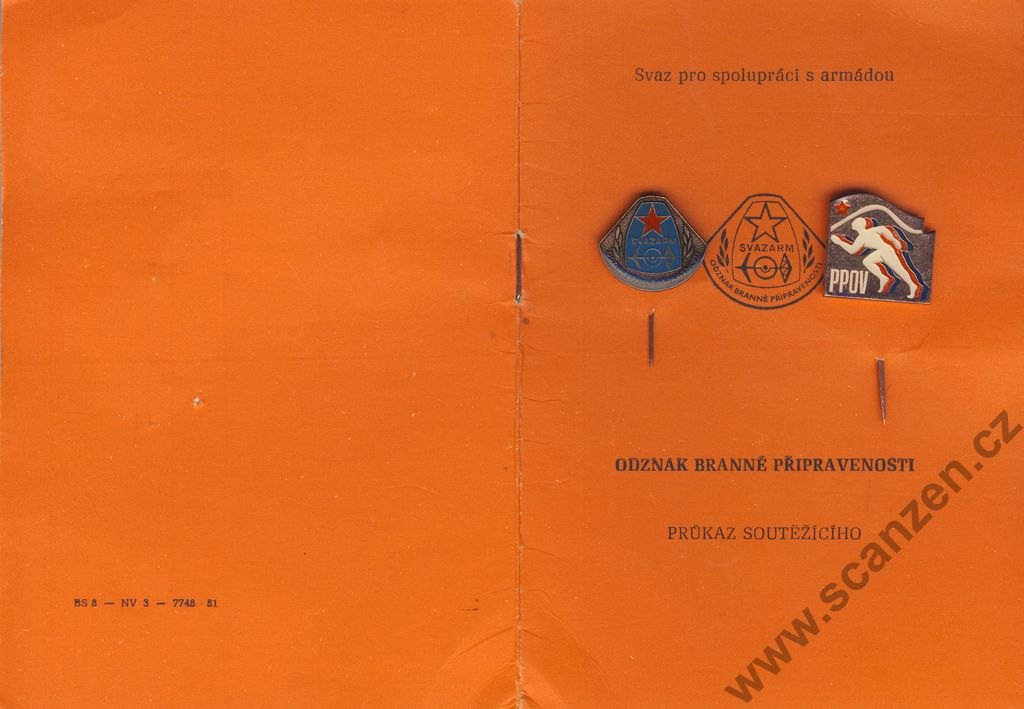 Svaz pro spolupráci s armádou
SVAZARM
SVAZARM
ODZNAK BRANNÉ PŘIPRAVENOSTI
PPOV
ODZNAK BRANNÉ PŘIPRAVENOSTI
PRŮKAZ SOUTĚŽÍCÍHO
BS 8 — NV 3 — 7748 - 81
www.scanzen.cz